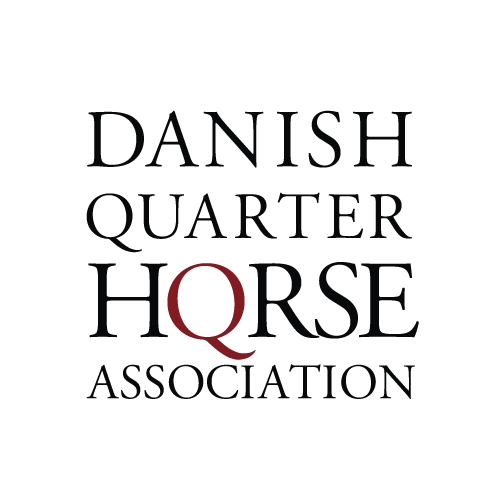 DANISH
QUARTER
HQRSE
ASSOCIATION